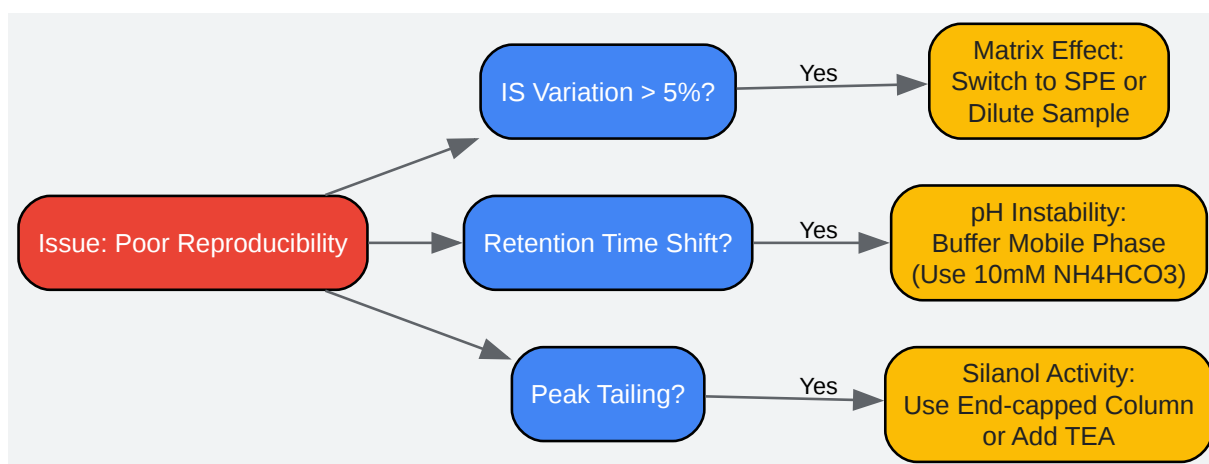 Issue: Poor Reproducibility
IS Variation > 5%?
Yes
Matrix Effect:
Switch to SPE or
Dilute Sample
Retention Time Shift?
Yes
pH Instability:
Buffer Mobile Phase
(Use 10mM NH4HCO3)
Peak Tailing?
Yes
Silanol Activity:
Use End-capped Column
or Add TEA